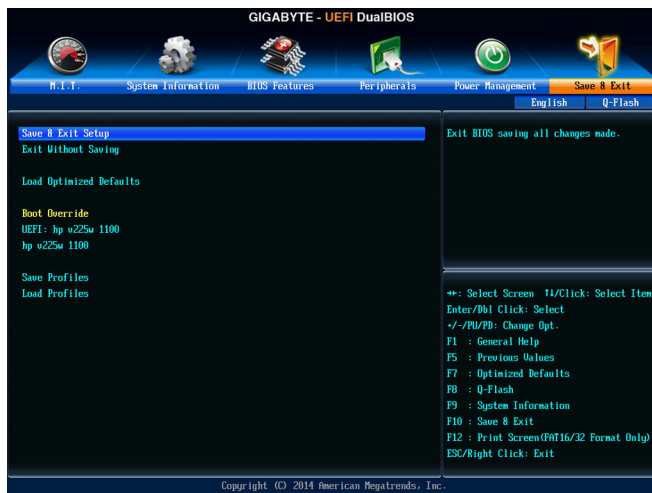 GIGABYTE - UEFI DualBIOS
M.I.T. System Information BIOS Features Peripherals Power Management Save & Exit
English Q-Flash
Save & Exit Setup
Exit Without Saving
Load Optimized Defaults
Boot Override
UEFI: hp v225w 1100
hp v225w 1100
Save Profiles
Load Profiles
Exit BIOS saving all changes made.
→←: Select Screen ↑↓/Click: Select Item
Enter/Dbl Click: Select
+/-/PU/PD: Change Opt.
F1 : General Help
F5 : Previous Values
F7 : Optimized Defaults
F8 : Q-Flash
F9 : System Information
F10 : Save & Exit
F12 : Print Screen(FAT16/32 Format Only)
ESC/Right Click: Exit
Copyright (C) 2014 American Megatrends, Inc.